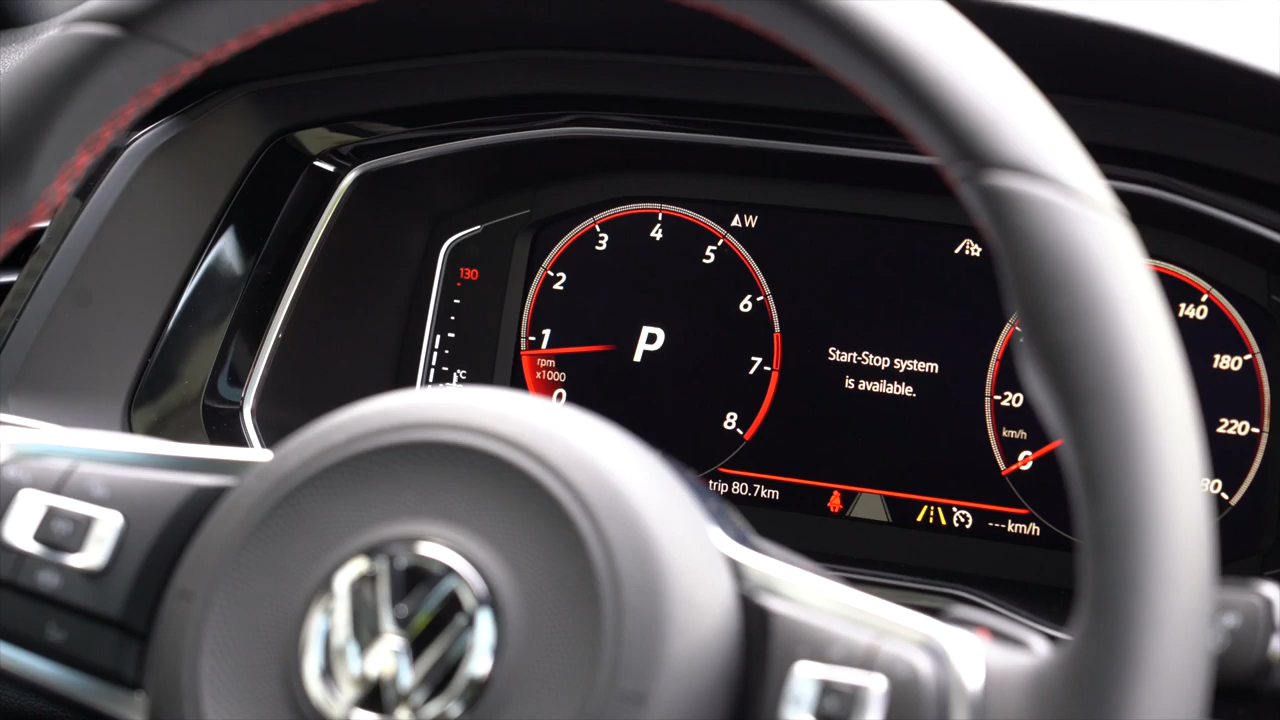 W
130
4
3
5
2
6
1
P
7
rpm
x1000
0
8
°C
Start-Stop system
is available.
140
180
20
220
km/h
0
trip 80.7km
---km/h